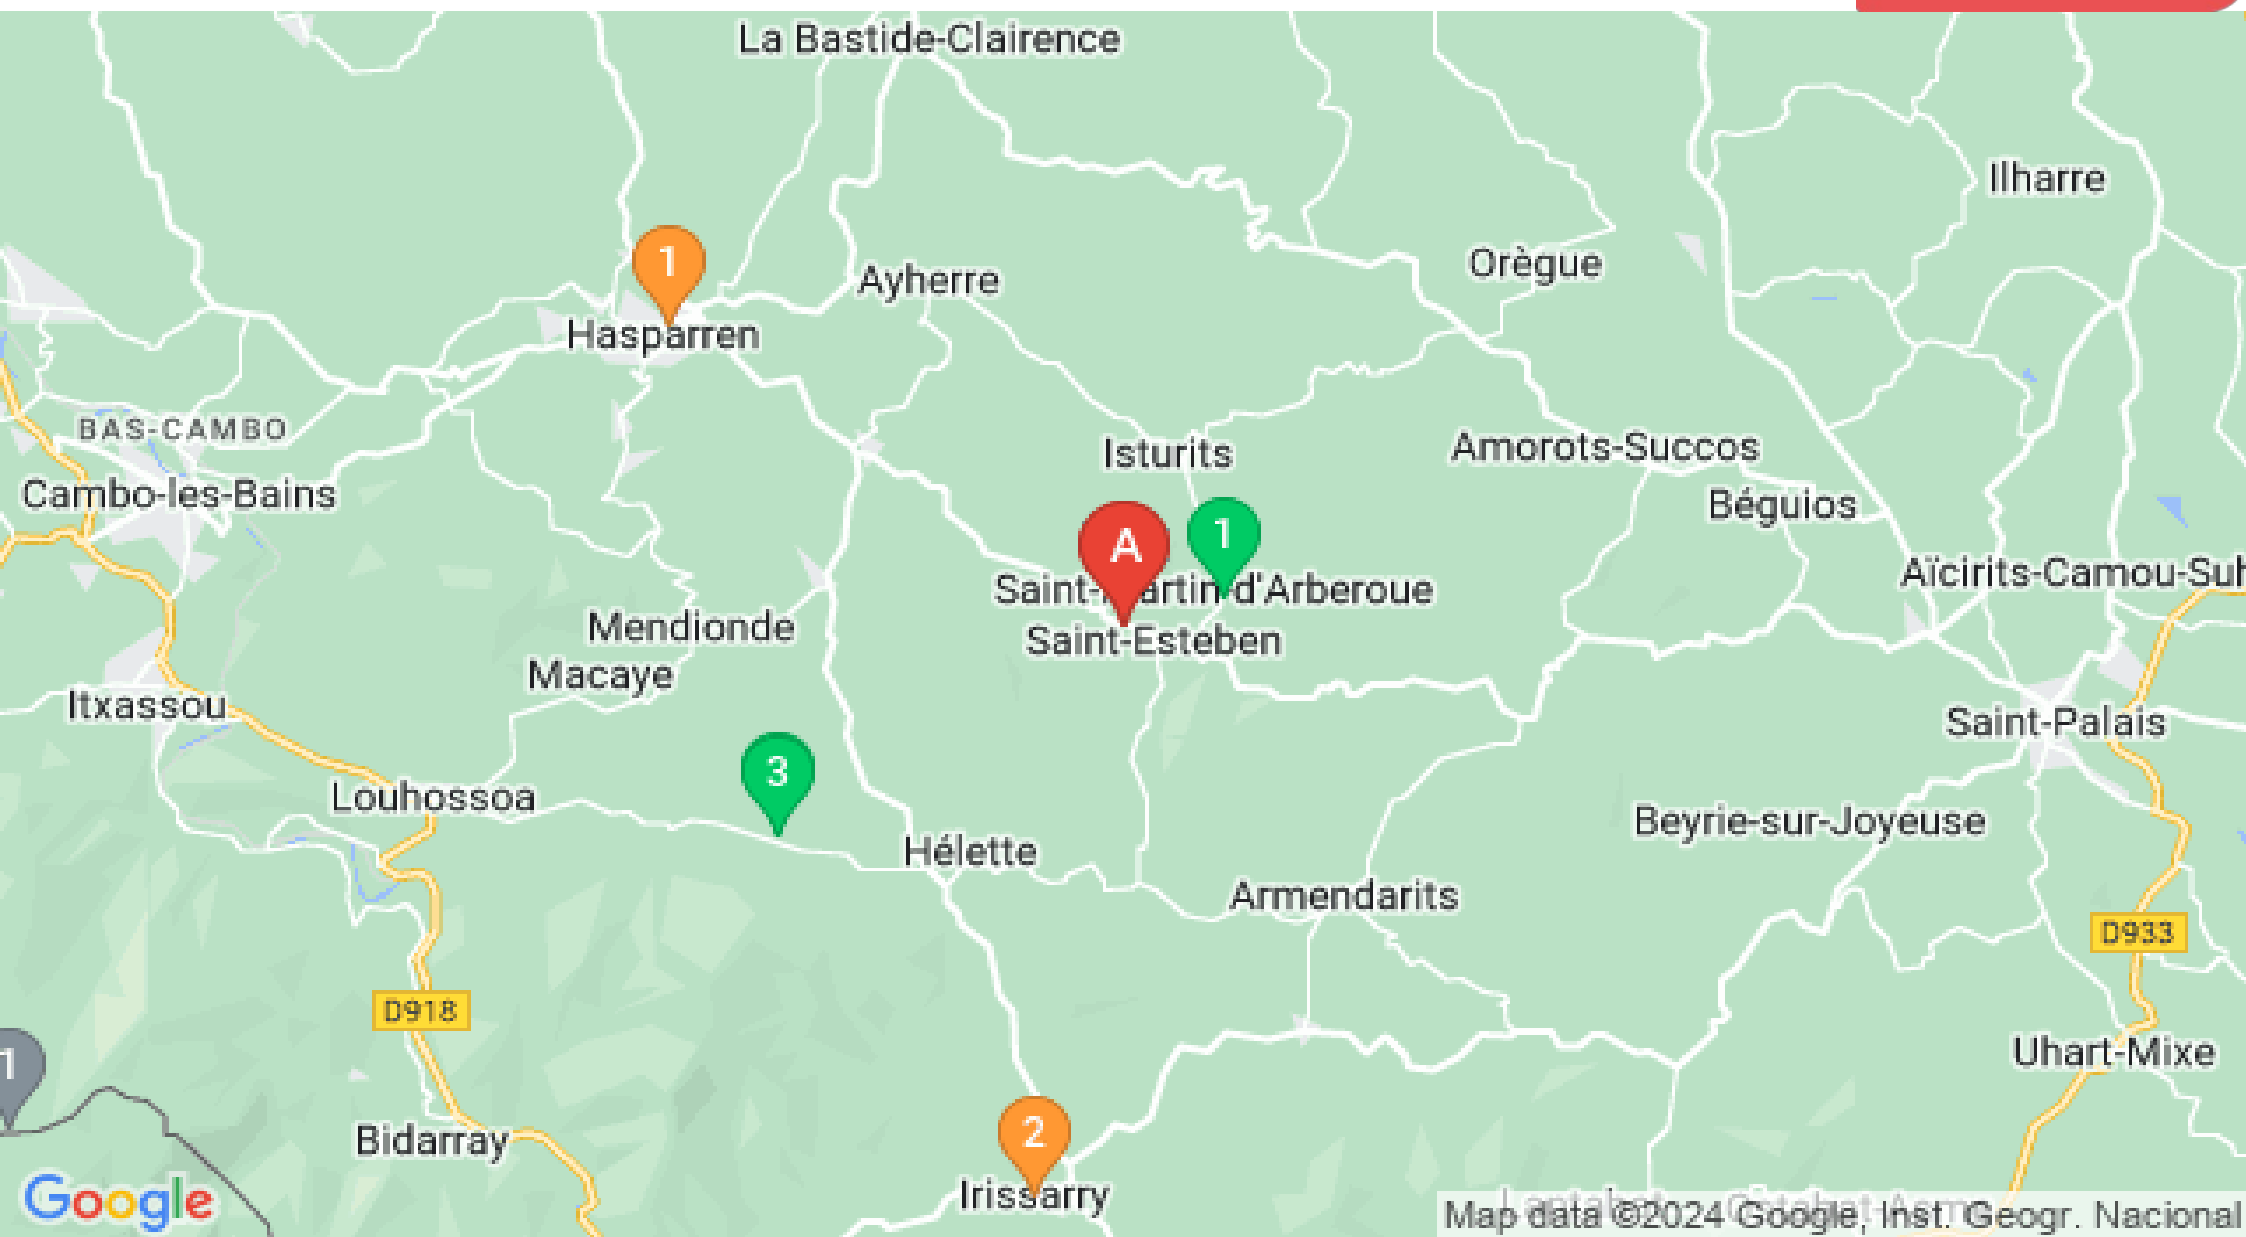 La Bastide-Clairence
Ilharre
1
Orègue
Ayherre
Hasparren
BAS-CAMBO
Isturits
Amorots-Succos
Cambo-les-Bains
Béguios
A
1
Aïcirits-Camou-Suh
Saint-Martin-d'Arberoue
Mendionde
Saint-Esteben
Macaye
Itxassou
Saint-Palais
3
Louhossoa
Beyrie-sur-Joyeuse
Hélette
Armendarits
D933
D918
1
Uhart-Mixe
2
Bidarray
Irissarry
Google
Map data ©2024 Google, Inst. Geogr. Nacional